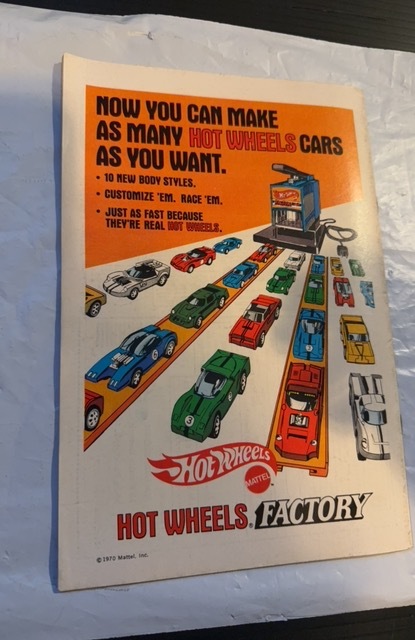 NOW YOU CAN MAKE
AS MANY HOT WHEELS CARS
AS YOU WANT.
• 10 NEW BODY STYLES.
• CUSTOMIZE 'EM. RACE 'EM.
• JUST AS FAST BECAUSE
THEY'RE REAL HOT WHEELS.
Hot Wheels
MATTEL
HOT WHEELS® FACTORY
© 1970 Mattel, Inc.